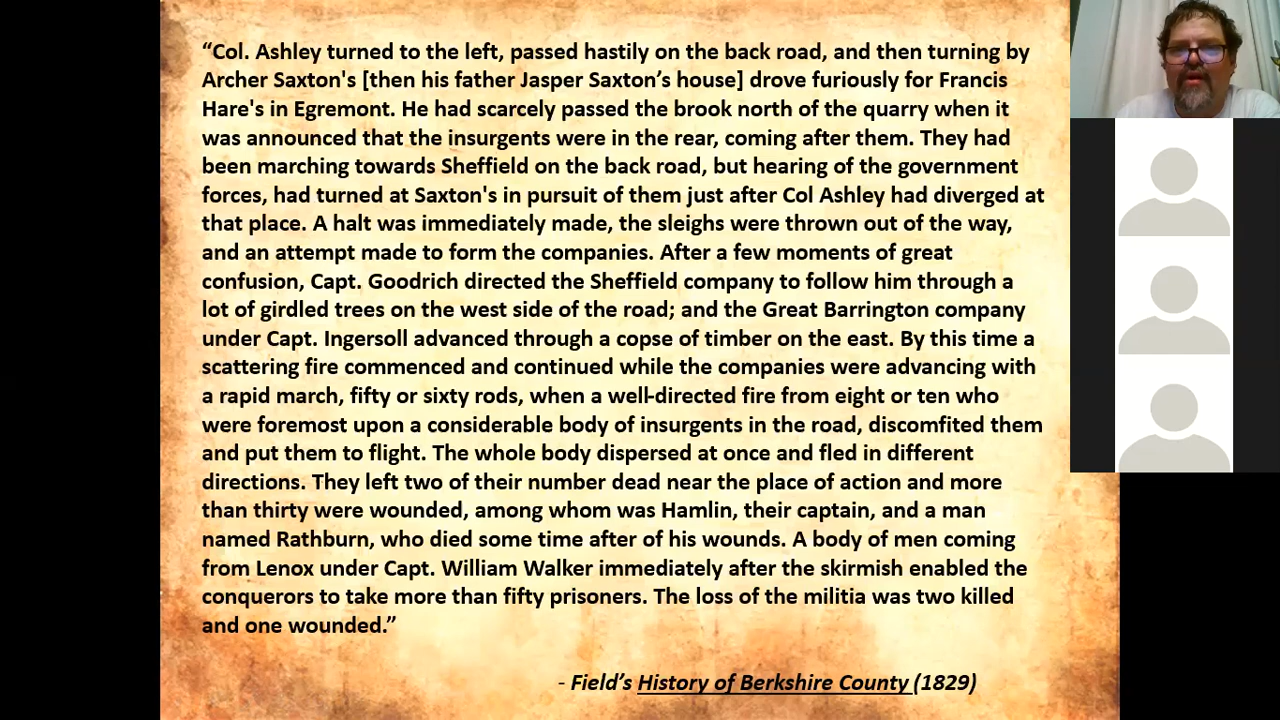 “Col. Ashley turned to the left, passed hastily on the back road, and then turning by
Archer Saxton's [then his father Jasper Saxton’s house] drove furiously for Francis
Hare's in Egremont. He had scarcely passed the brook north of the quarry when it
was announced that the insurgents were in the rear, coming after them. They had
been marching towards Sheffield on the back road, but hearing of the government
forces, had turned at Saxton's in pursuit of them just after Col Ashley had diverged at
that place. A halt was immediately made, the sleighs were thrown out of the way,
and an attempt made to form the companies. After a few moments of great
confusion, Capt. Goodrich directed the Sheffield company to follow him through a
lot of girdled trees on the west side of the road; and the Great Barrington company
under Capt. Ingersoll advanced through a copse of timber on the east. By this time a
scattering fire commenced and continued while the companies were advancing with
a rapid march, fifty or sixty rods, when a well-directed fire from eight or ten who
were foremost upon a considerable body of insurgents in the road, discomfited them
and put them to flight. The whole body dispersed at once and fled in different
directions. They left two of their number dead near the place of action and more
than thirty were wounded, among whom was Hamlin, their captain, and a man
named Rathburn, who died some time after of his wounds. A body of men coming
from Lenox under Capt. William Walker immediately after the skirmish enabled the
conquerors to take more than fifty prisoners. The loss of the militia was two killed
and one wounded.”
- Field’s History of Berkshire County (1829)